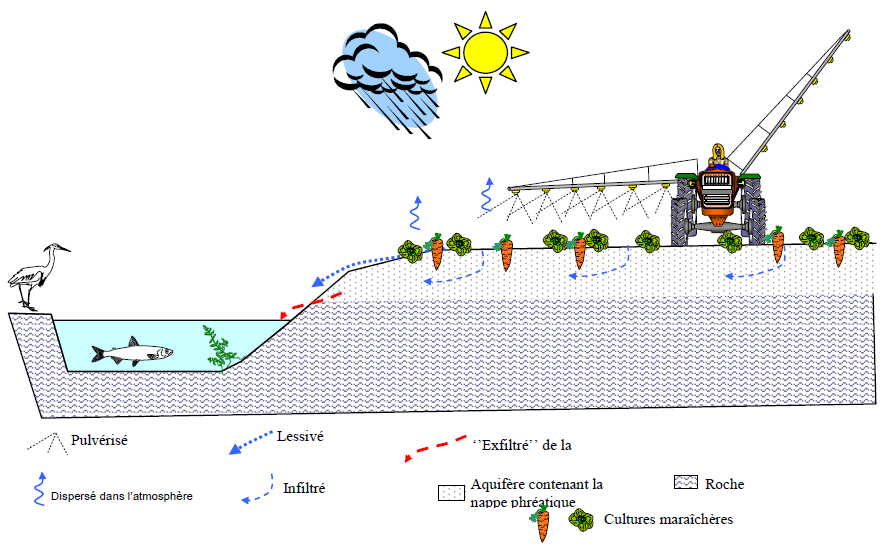 Pulvérisé
Lessivé
‘’Exfiltré’’ de la
Dispersé dans l’atmosphère
Infiltré
Aquifère contenant la
nappe phréatique
Roche
Cultures maraîchères